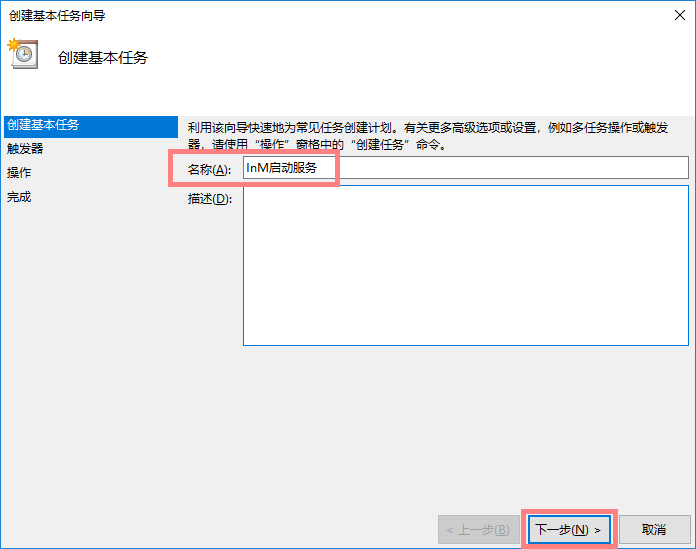 创建基本任务向导
创建基本任务
创建基本任务
触发器
操作
完成
利用该向导快速地为常见任务创建计划。有关更多高级选项或设置，例如多任务操作或触发
器，请使用“操作”窗格中的“创建任务”命令。
名称(A): InM启动服务
描述(D):
< 上一步(B) 下一步(N) > 取消